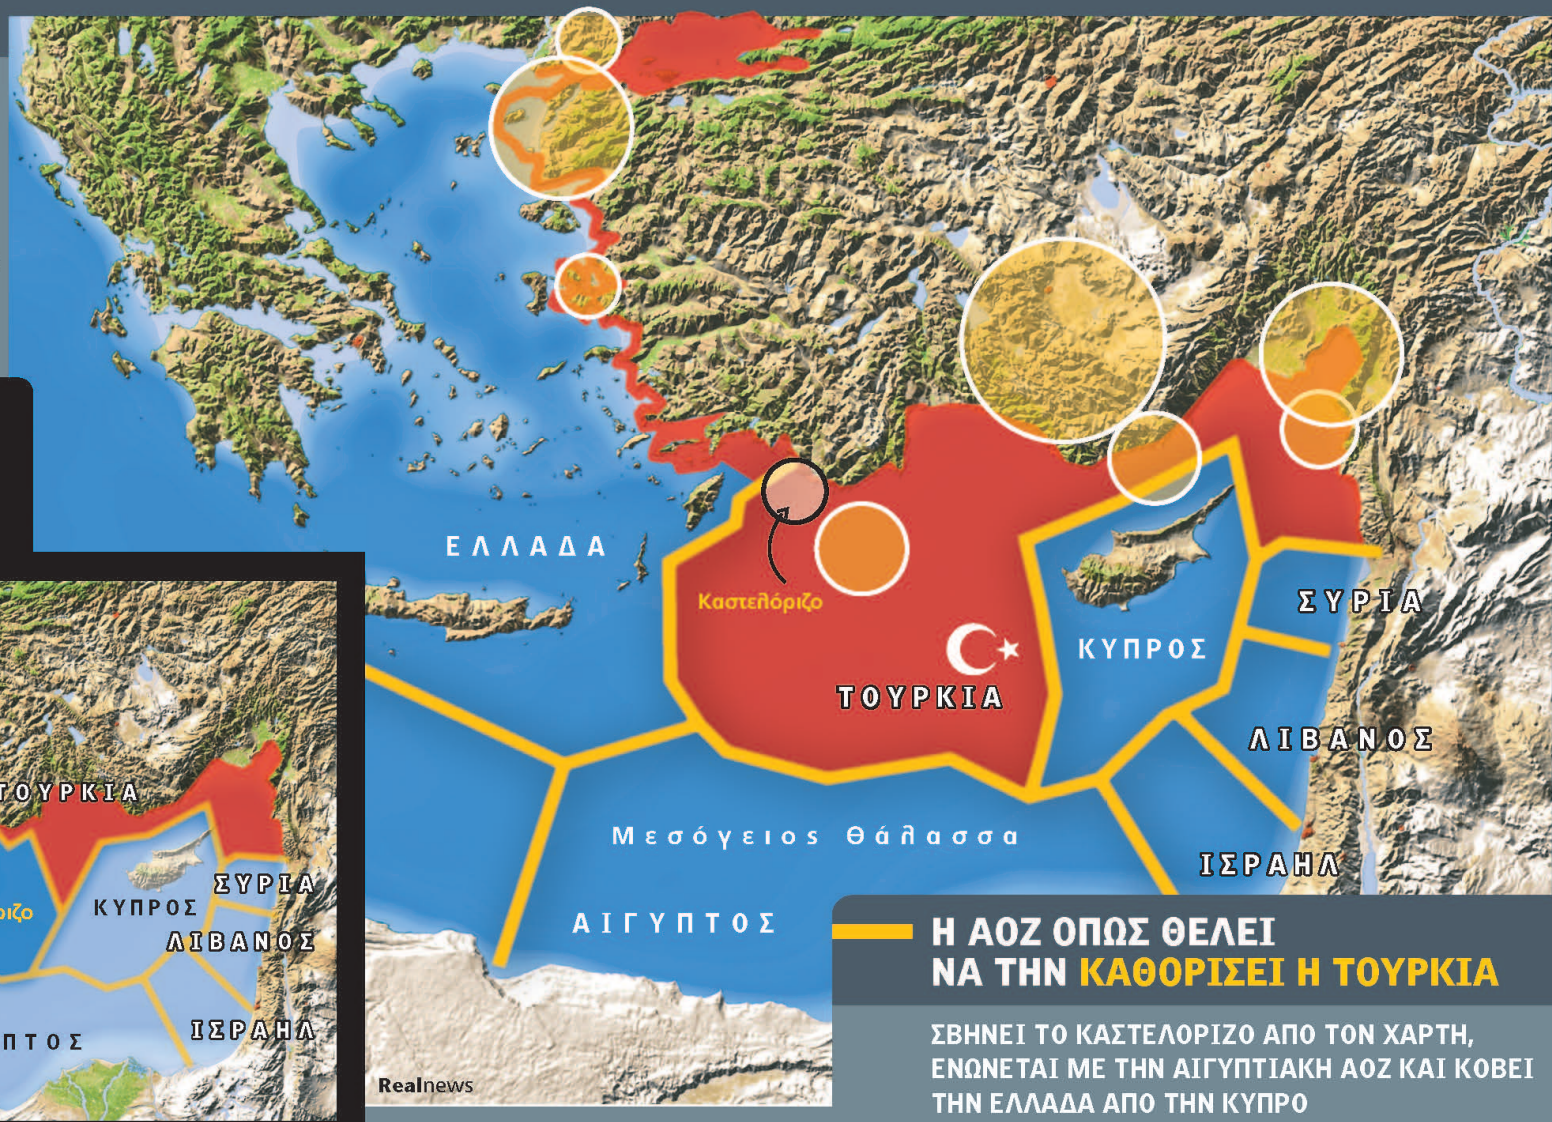 ΕΛΛΑΔΑ
Καστελόριζο
ΤΟΥΡΚΙΑ
ΚΥΠΡΟΣ
ΣΥΡΙΑ
ΛΙΒΑΝΟΣ
ΙΣΡΑΗΛ
Μεσόγειος Θάλασσα
ΑΙΓΥΠΤΟΣ
Realnews
ΤΟΥΡΚΙΑ
ΚΥΠΡΟΣ
ΣΥΡΙΑ
ριζο
ΛΙΒΑΝΟΣ
ΙΣΡΑΗΛ
ΠΤΟΣ
Η ΑΟΖ ΟΠΩΣ ΘΕΛΕΙ
ΝΑ ΤΗΝ ΚΑΘΟΡΙΣΕΙ Η ΤΟΥΡΚΙΑ
ΣΒΗΝΕΙ ΤΟ ΚΑΣΤΕΛΟΡΙΖΟ ΑΠΟ ΤΟΝ ΧΑΡΤΗ,
ΕΝΩΝΕΤΑΙ ΜΕ ΤΗΝ ΑΙΓΥΠΤΙΑΚΗ ΑΟΖ ΚΑΙ ΚΟΒΕΙ
ΤΗΝ ΕΛΛΑΔΑ ΑΠΟ ΤΗΝ ΚΥΠΡΟ